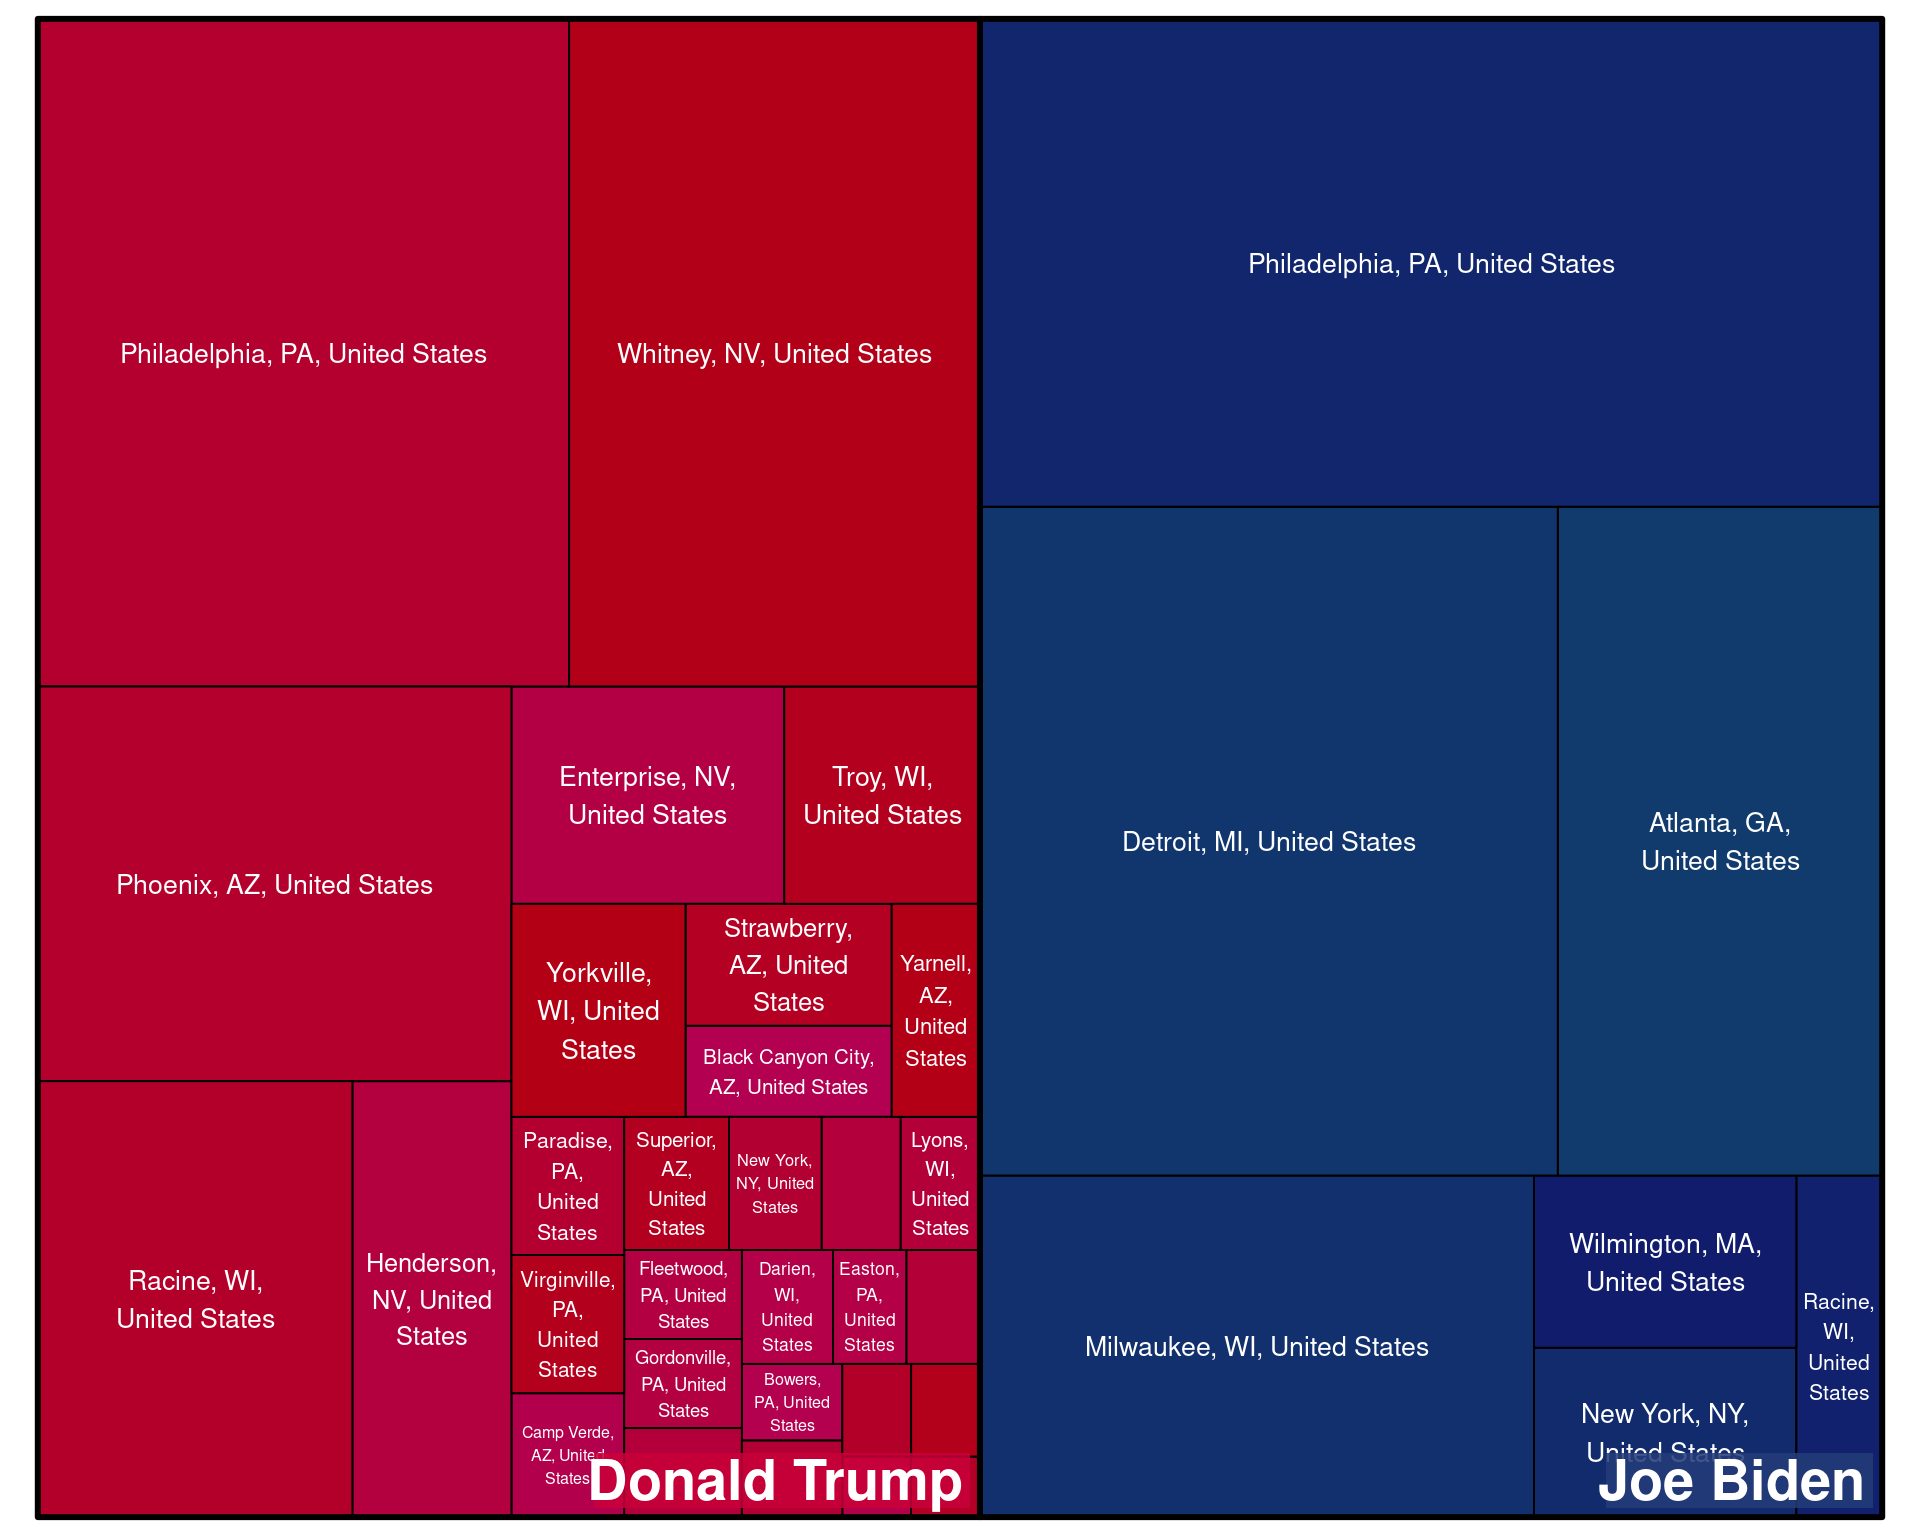 Philadelphia, PA, United States
Whitney, NV, United States
Phoenix, AZ, United States
Racine, WI,
United States
Henderson,
NV, United
States
Enterprise, NV,
United States
Troy, WI,
United States
Yorkville,
WI, United
States
Strawberry,
AZ, United
States
Black Canyon City,
AZ, United States
Yarnell,
AZ,
United
States
Paradise,
PA,
United
States
Superior,
AZ,
United
States
New York,
NY, United
States
Lyons,
WI,
United
States
Virginville,
PA,
United
States
Fleetwood,
PA, United
States
Darien,
WI,
United
States
Easton,
PA,
United
States
Gordonville,
PA, United
States
Bowers,
PA, United
States
Camp Verde,
AZ, United
States
Donald Trump
Philadelphia, PA, United States
Detroit, MI, United States
Atlanta, GA,
United States
Milwaukee, WI, United States
Wilmington, MA,
United States
New York, NY,
United States
Racine,
WI,
United
States
Joe Biden